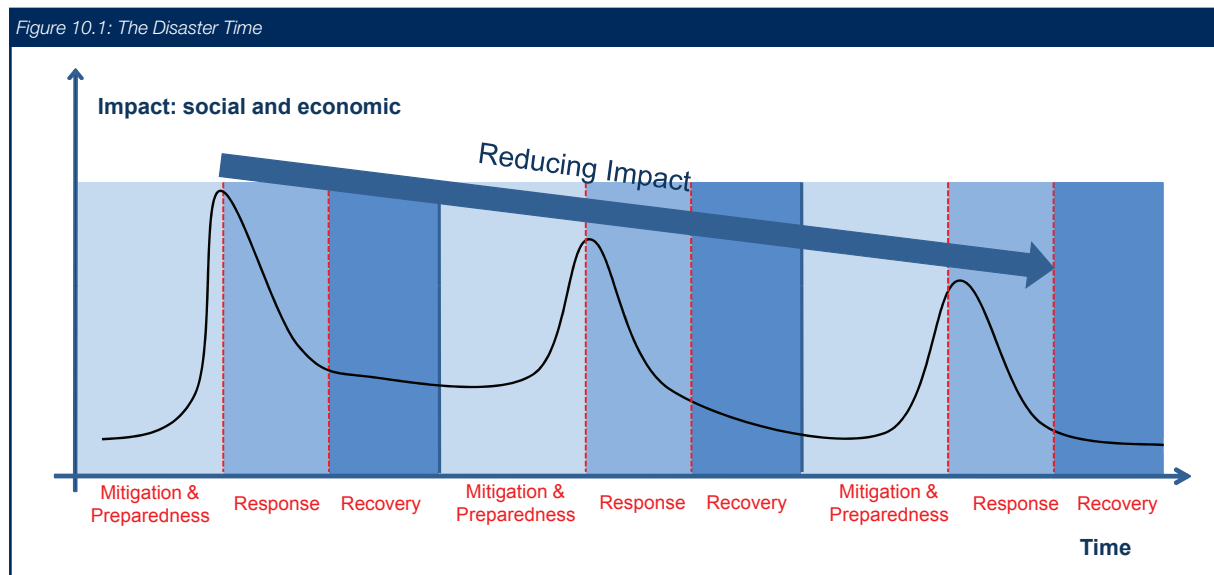 Figure 10.1: The Disaster Time
Impact: social and economic
Reducing Impact
Mitigation &
Preparedness
Response
Recovery
Mitigation &
Preparedness
Response
Recovery
Mitigation &
Preparedness
Response
Recovery
Time